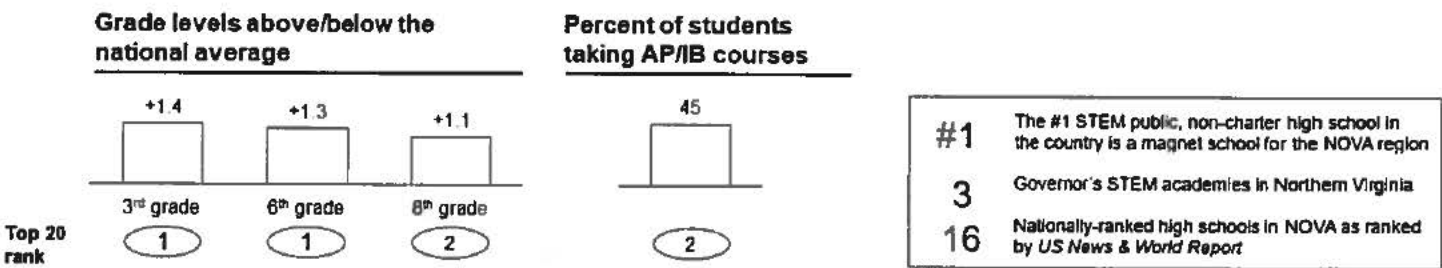 Grade levels above/below the
national average
+1.4
+1.3
+1.1
3rd grade
6th grade
8th grade
Top 20
rank
1
1
2
Percent of students
taking AP/IB courses
45
2
#1
The #1 STEM public, non-charter high school in
the country is a magnet school for the NOVA region
3
Governor's STEM academies in Northern Virginia
16
Nationally-ranked high schools in NOVA as ranked
by US News & World Report